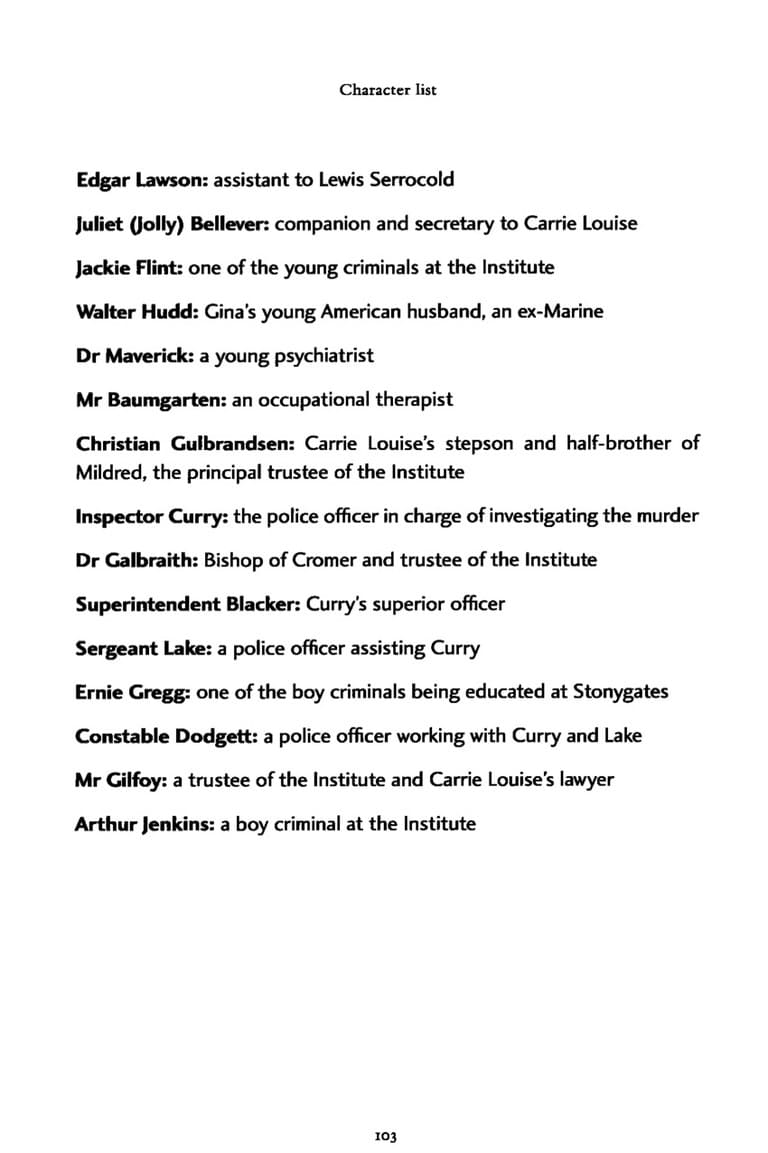 Character list
Edgar Lawson: assistant to Lewis Serrocold
Juliet (Jolly) Bellever: companion and secretary to Carrie Louise
Jackie Flint: one of the young criminals at the Institute
Walter Hudd: Gina's young American husband, an ex-Marine
Dr Maverick: a young psychiatrist
Mr Baumgarten: an occupational therapist
Christian Gulbrandsen: Carrie Louise's stepson and half-brother of
Mildred, the principal trustee of the Institute
Inspector Curry: the police officer in charge of investigating the murder
Dr Galbraith: Bishop of Cromer and trustee of the Institute
Superintendent Blacker: Curry's superior officer
Sergeant Lake: a police officer assisting Curry
Ernie Gregg: one of the boy criminals being educated at Stonygates
Constable Dodgett: a police officer working with Curry and Lake
Mr Gilfoy: a trustee of the Institute and Carrie Louise's lawyer
Arthur Jenkins: a boy criminal at the Institute
103